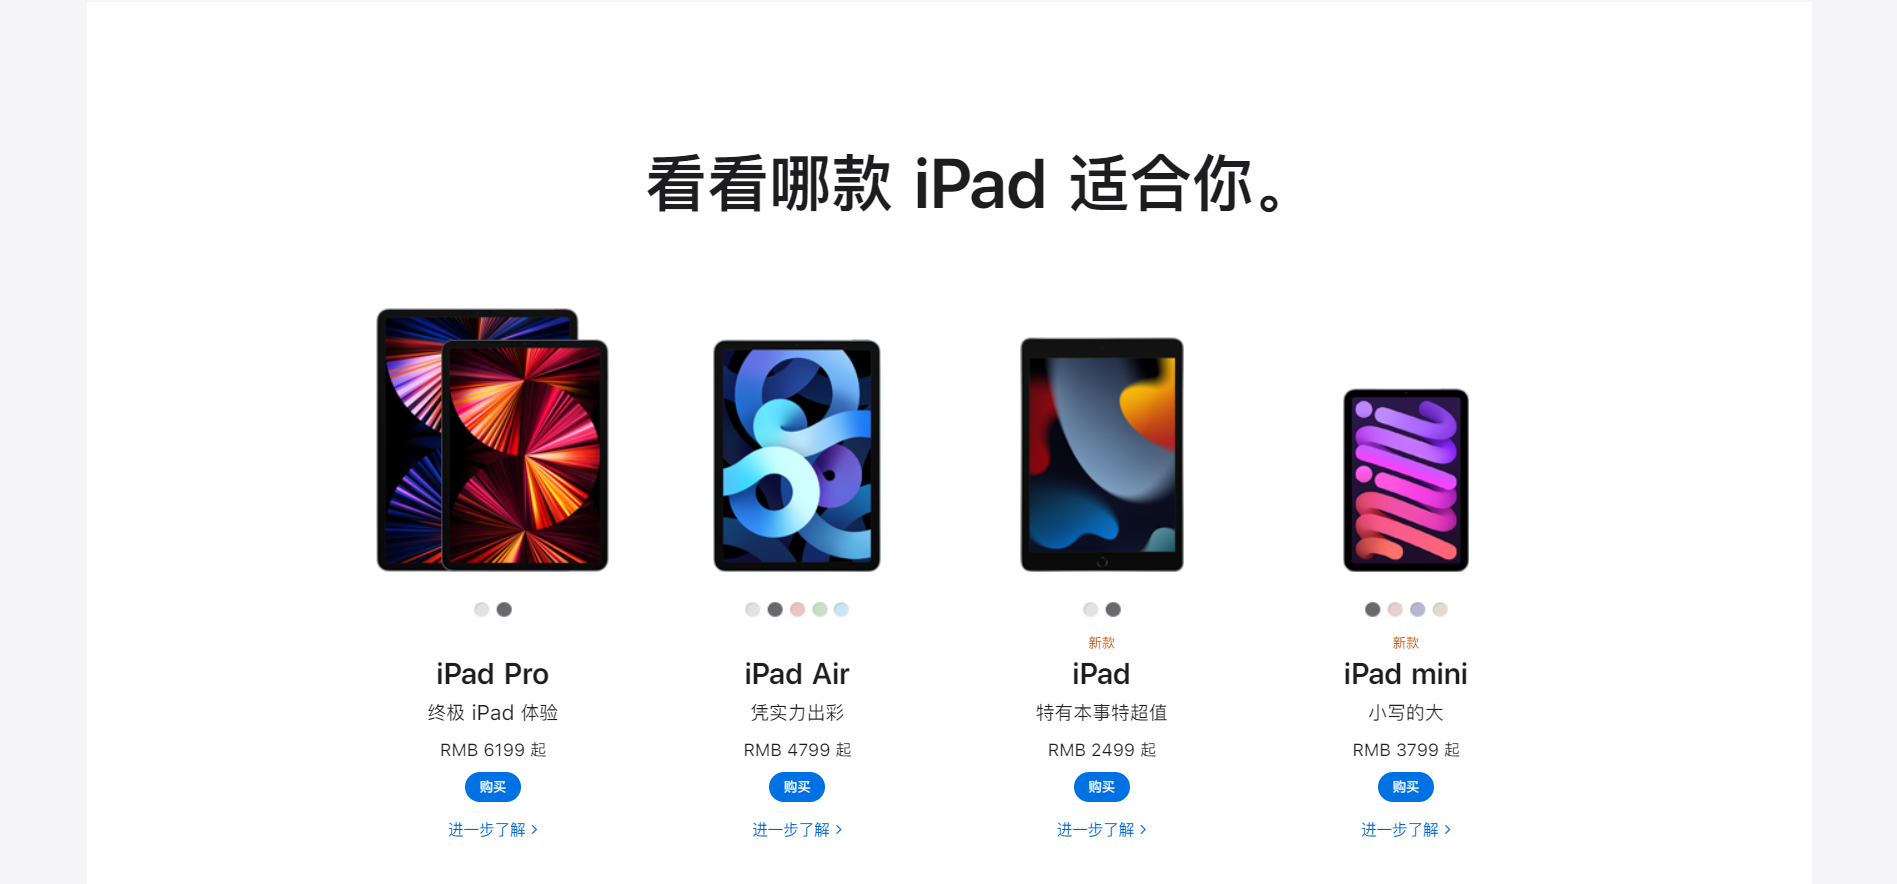 看看哪款 iPad 适合你。
iPad Pro
终极 iPad 体验
RMB 6199 起
购买
进一步了解 >
iPad Air
凭实力出彩
RMB 4799 起
购买
进一步了解 >
新款
iPad
特有本事特超值
RMB 2499 起
购买
进一步了解 >
新款
iPad mini
小写的大
RMB 3799 起
购买
进一步了解 >